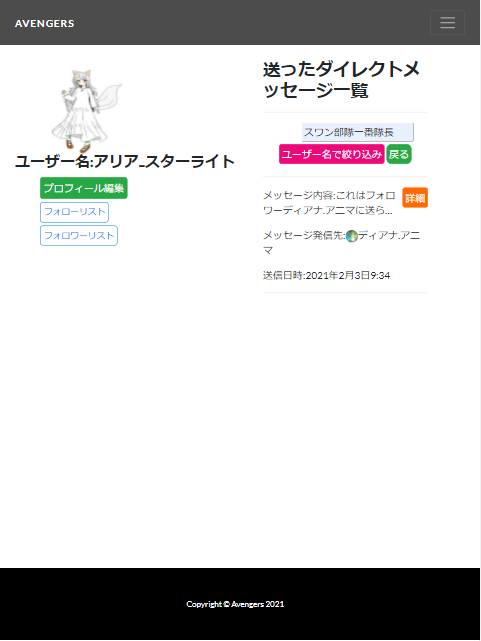 AVENGERS
ユーザー名:アリア_スターライト
プロフィール編集
フォローリスト
フォロワーリスト
送ったダイレクトメ
ッセージ一覧
スワン部隊一番隊長
ユーザー名で絞り込み 戻る
メッセージ内容:これはフォロ 詳細
ワーディアナ.アニマに送ら...
メッセージ発信先:ディアナ.アニ
マ
送信日時:2021年2月3日9:34
Copyright © Avengers 2021